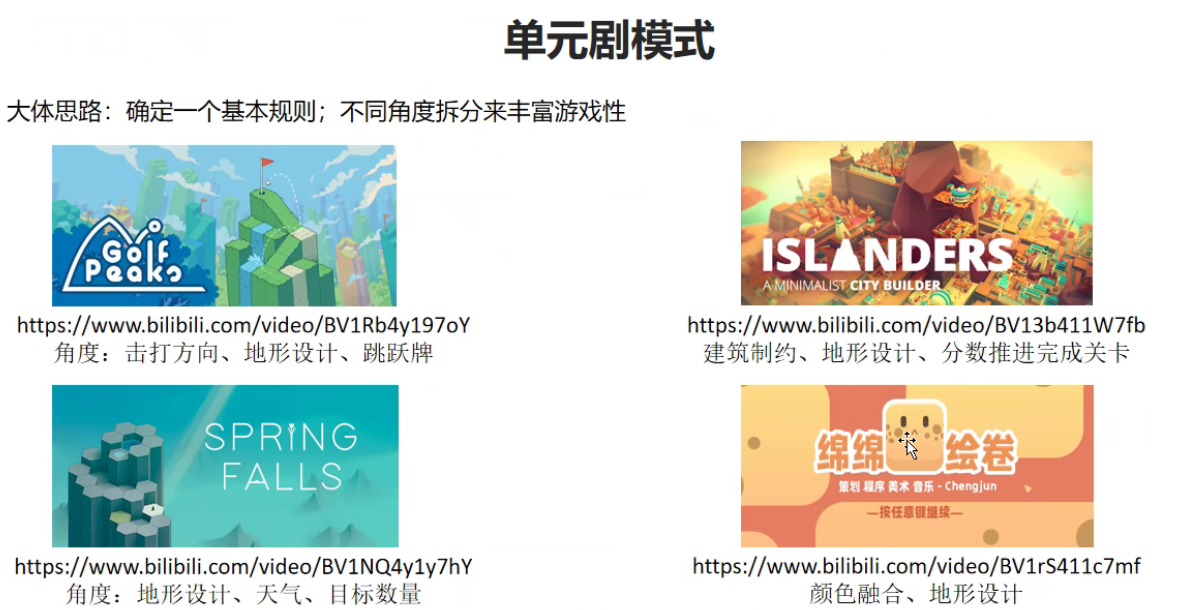 单元剧模式
大体思路：确定一个基本规则；不同角度拆分来丰富游戏性
Golf
Peaks
https://www.bilibili.com/video/BV1Rb4y197oY
角度：击打方向、地形设计、跳跃牌
ISLANDERS
A MINIMALIST CITY BUILDER
https://www.bilibili.com/video/BV13b411W7fb
建筑制约、地形设计、分数推进完成关卡
SPRING
FALLS
https://www.bilibili.com/video/BV1NQ4y1y7hY
角度：地形设计、天气、目标数量
绵绵绘卷
策划 程序 美术 音乐 - Chengjun
—按任意键继续—
https://www.bilibili.com/video/BV1rS411c7mf
颜色融合、地形设计